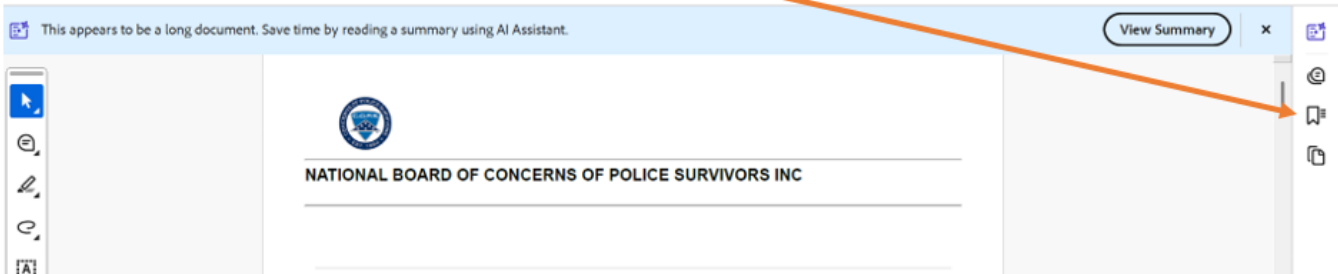 This appears to be a long document. Save time by reading a summary using AI Assistant.
View Summary
NATIONAL BOARD OF CONCERNS OF POLICE SURVIVORS INC
A